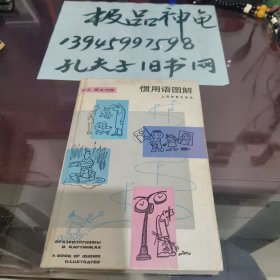 极品神龟
13945997598
孔夫子旧书网
惯用语图解
ФРАЗЕОЛОГИЗМЫ
В КАРТИНКАХ
A BOOK OF IDIOMS
ILLUSTRATED